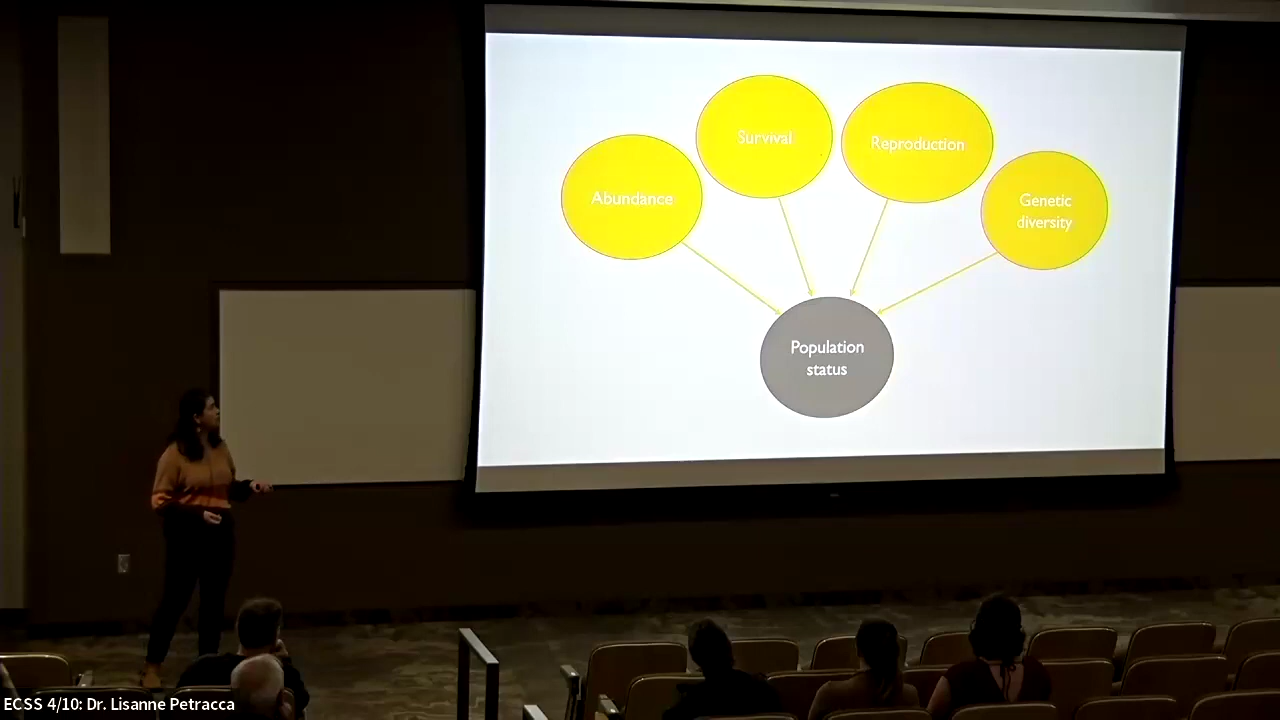 Survival
Reproduction
Abundance
Genetic
diversity
Population
status
ECSS 4/10: Dr. Lisanne Petracca